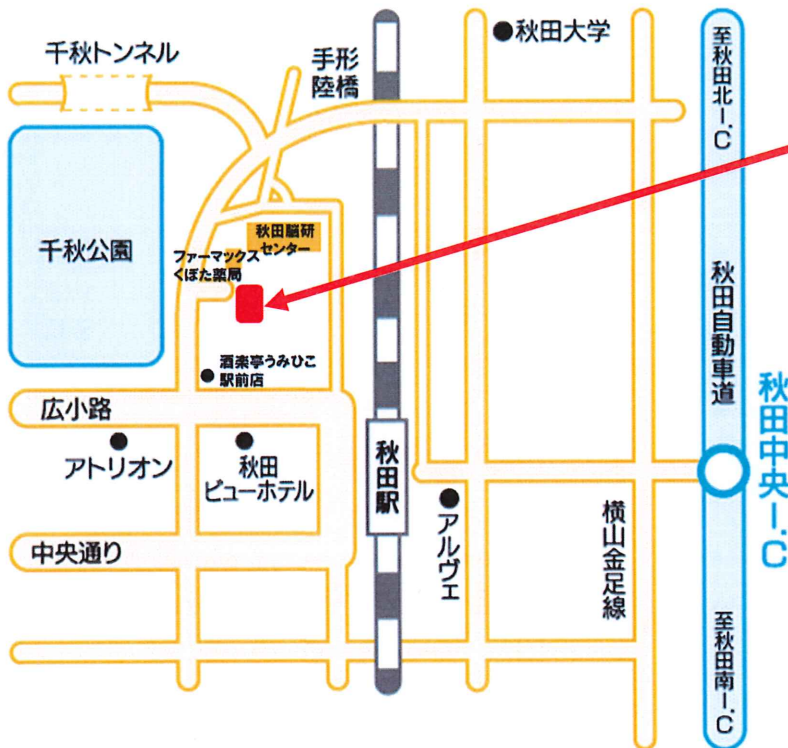 千秋トンネル
手形
陸橋
秋田大学
至秋田北I.C
千秋公園
秋田脳研
センター
ファーマックス
くぼた薬局
秋田自動車道
酒楽亭うみひこ
駅前店
広小路
アトリオン
秋田
ビューホテル
秋田駅
アルヴェ
横山金足線
秋田中央I.C
中央通り
至秋田南I.C